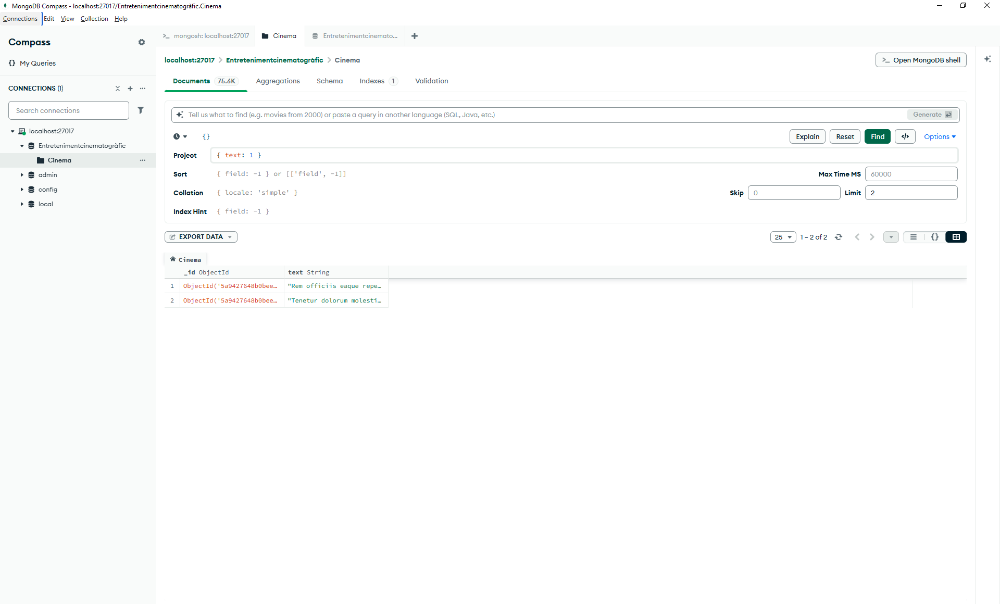 MongoDB Compass - localhost:27017/Entretenimentcinematogràfic.Cinema
Connections Edit View Collection Help
Compass
My Queries
CONNECTIONS (1)
Search connections
localhost:27017
Entretenimentcinematogràfic
Cinema
admin
config
local
mongosh: localhost:27017
Cinema
Entretenimentcinemato...
localhost:27017 > Entretenimentcinematogràfic > Cinema
Open MongoDB shell
Documents 75.6K Aggregations Schema Indexes 1 Validation
Tell us what to find (e.g. movies from 2000) or paste a query in another language (SQL, Java, etc.)
Generate
{} Explain Reset Find </> Options
Project { text: 1 }
Sort { field: -1 } or [['field', -1]] Max Time MS 60000
Collation { locale: 'simple' } Skip 0 Limit 2
Index Hint { field: -1 }
EXPORT DATA 25 1 – 2 of 2 {}
Cinema
_id ObjectId text String
1 ObjectId('5a9427648b0bee… "Rem officiis eaque repe…
2 ObjectId('5a9427648b0bee… "Tenetur dolorum molesti…